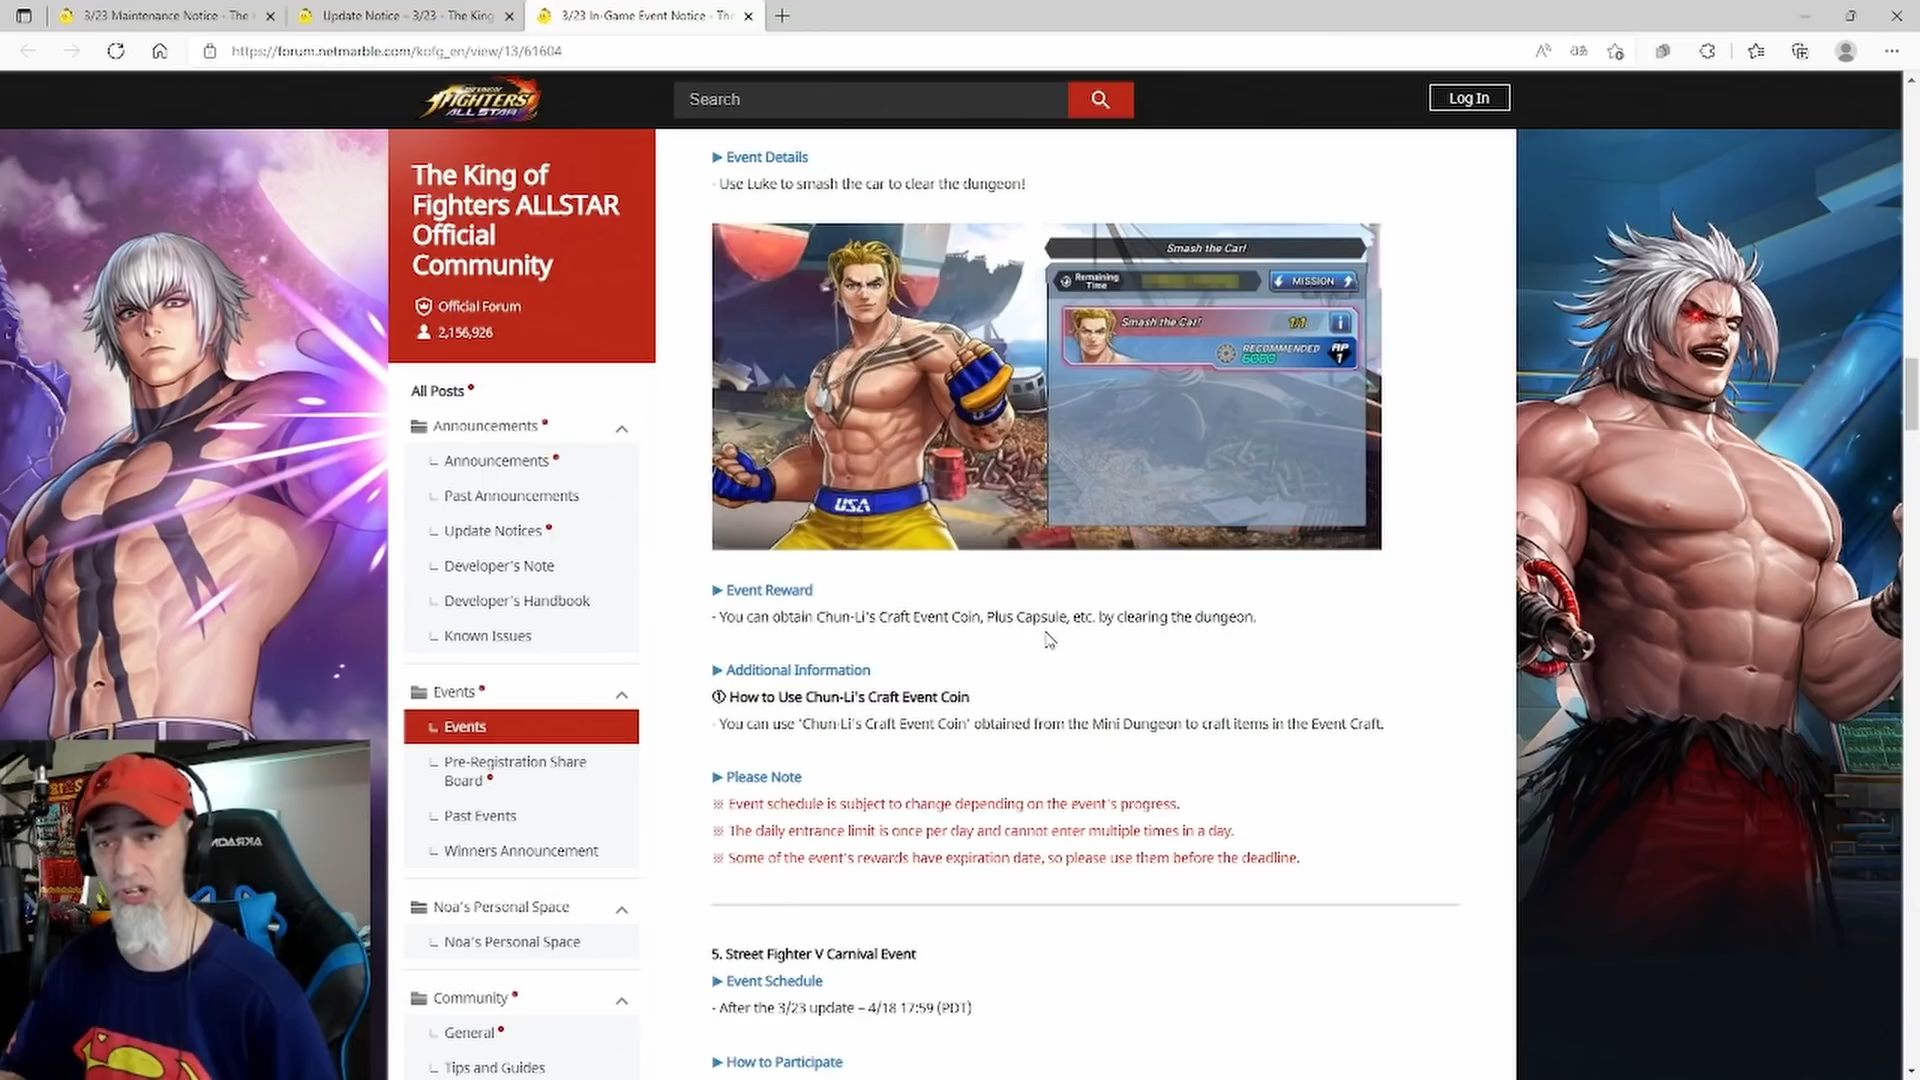 3/23 Maintenance Notice - The
Update Notice – 3/23 - The King
3/23 In-Game Event Notice - The
https://forum.netmarble.com/kofg_en/view/13/61604
FIGHTERS
ALLSTAR
Search
Log In
The King of
Fighters ALLSTAR
Official
Community
Official Forum
2,156,926
All Posts
Announcements
Announcements
Past Announcements
Update Notices
Developer's Note
Developer's Handbook
Known Issues
Events
Events
Pre-Registration Share
Board
Past Events
Winners Announcement
Noa's Personal Space
Noa's Personal Space
Community
General
Tips and Guides
▶ Event Details
- Use Luke to smash the car to clear the dungeon!
USA
Smash the Car!
Remaining
Time
MISSION
Smash the Car!
1/1
RECOMMENDED
6080
AP
1
▶ Event Reward
- You can obtain Chun-Li's Craft Event Coin, Plus Capsule, etc. by clearing the dungeon.
▶ Additional Information
① How to Use Chun-Li's Craft Event Coin
- You can use 'Chun-Li's Craft Event Coin' obtained from the Mini Dungeon to craft items in the Event Craft.
▶ Please Note
※ Event schedule is subject to change depending on the event's progress.
※ The daily entrance limit is once per day and cannot enter multiple times in a day.
※ Some of the event's rewards have expiration date, so please use them before the deadline.
5. Street Fighter V Carnival Event
▶ Event Schedule
- After the 3/23 update – 4/18 17:59 (PDT)
▶ How to Participate